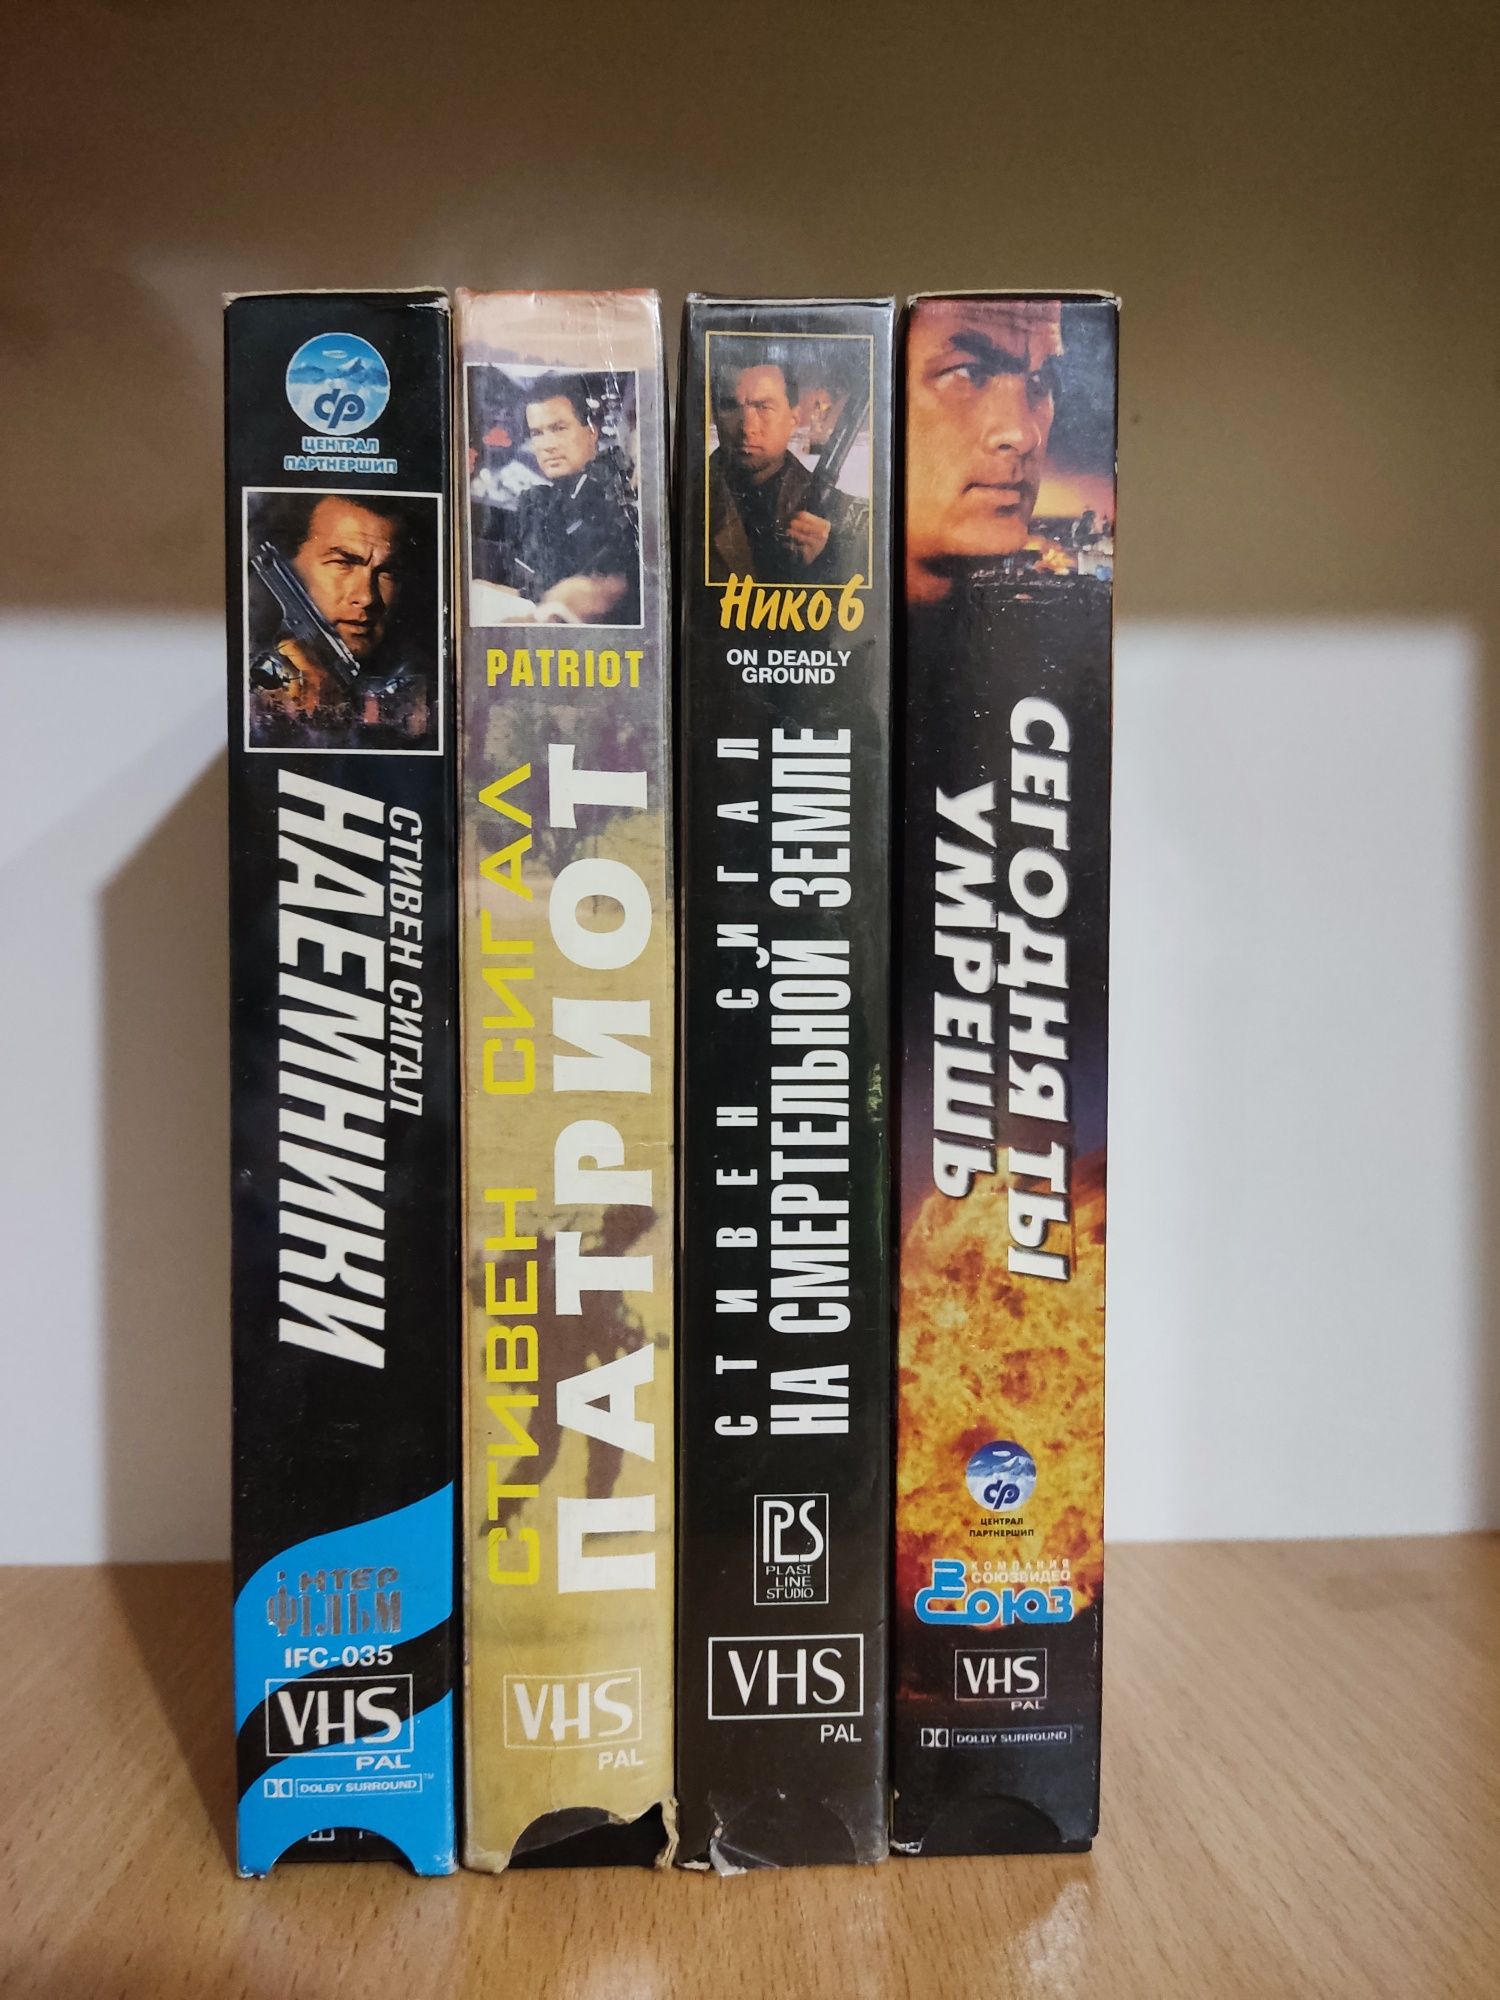 ЦЕНТРАЛ
ПАРТНЕРШИП
СТИВЕН СИГАЛ
НАЕМНИКИ
ІНТЕР
ФІЛЬМ
IFC-035
VHS
PAL
DOLBY SURROUND™
PATRIOT
СТИВЕН СИГАЛ
ПАТРИОТ
VHS
PAL
Нико 6
ON DEADLY
GROUND
СТИВЕН СИГАЛ
НА СМЕРТЕЛЬНОЙ ЗЕМЛЕ
PLS
PLAST
LINE
STUDIO
VHS
PAL
СЕГОДНЯ ТЫ
УМРЕШЬ
ЦЕНТРАЛ
ПАРТНЕРШИП
КОМПАНИЯ
СОЮЗВИДЕО
СОЮЗ
VHS
PAL
DOLBY SURROUND™